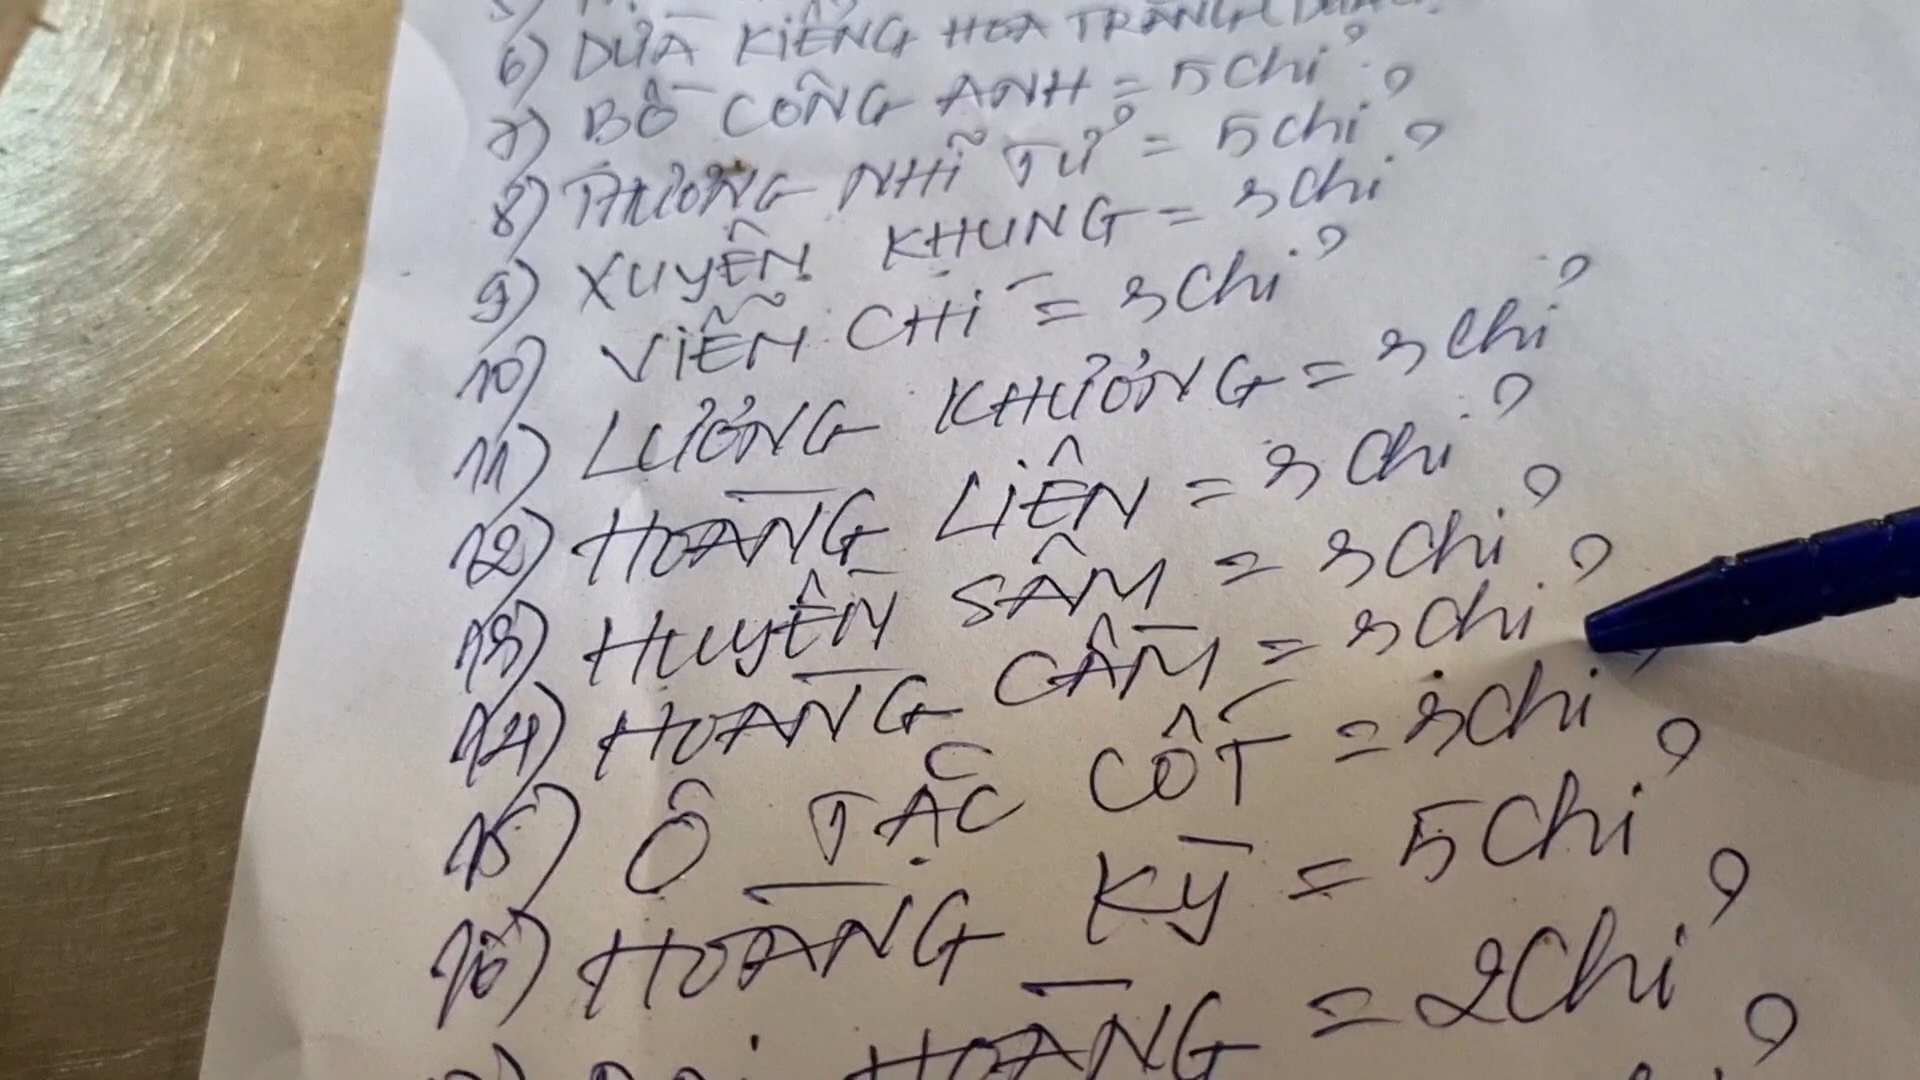 5)
6) DỪA KIỂNG HOA TRẮNG
7) BỒ CÔNG ANH = 5 Chỉ
8) THƯƠNG NHĨ TỬ = 5 Chỉ
9) XUYÊN KHUNG = 3 Chỉ
10) VIỄN CHÍ = 3 Chỉ
11) LƯƠNG KHƯƠNG = 3 Chỉ
12) HOÀNG LIÊN = 3 Chỉ
13) HUYỀN SÂM = 3 Chỉ
14) HOÀNG CẦM = 3 Chỉ
15) Ô TẶC CỐT = 3 Chỉ
16) HOÀNG KỲ = 5 Chỉ
HOÀNG = 2 Chỉ